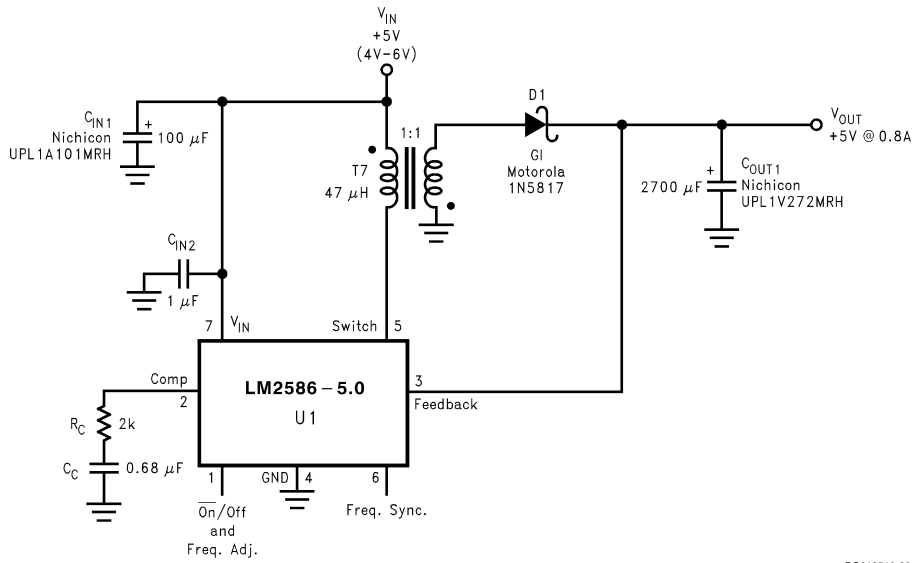 V_IN
+5V
(4V–6V)
C_IN1
Nichicon
UPL1A101MRH
+
100 μF
T7
47 μH
1:1
D1
GI
Motorola
1N5817
V_OUT
+5V @ 0.8A
+
2700 μF
C_OUT1
Nichicon
UPL1V272MRH
C_IN2
1 μF
7 V_IN
Switch 5
Comp
2
LM2586–5.0
U1
3
Feedback
R_C 2k
C_C 0.68 μF
1
GND 4
6
On/Off
and
Freq. Adj.
Freq. Sync.